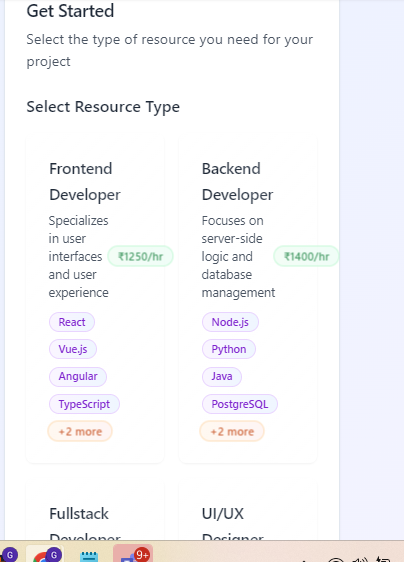 Get Started
Select the type of resource you need for your
project
Select Resource Type
Frontend
Developer
Specializes
in user
interfaces
and user
experience
₹1250/hr
React
Vue.js
Angular
TypeScript
+2 more
Backend
Developer
Focuses on
server-side
logic and
database
management
₹1400/hr
Node.js
Python
Java
PostgreSQL
+2 more
Fullstack
Developer
UI/UX
Designer
G
G
9+